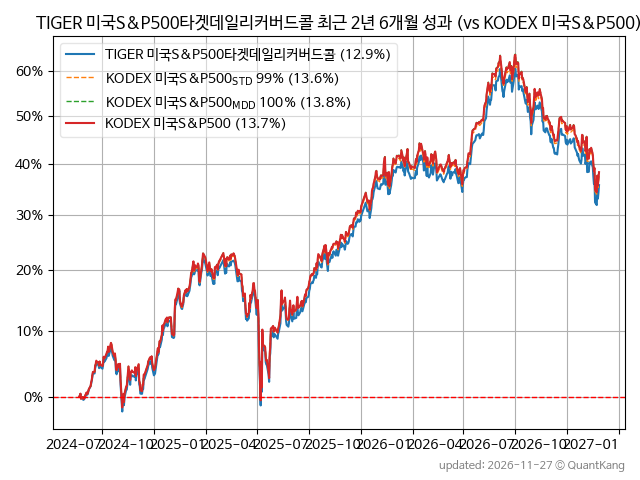 TIGER 미국S&P500타겟데일리커버드콜 최근 2년 6개월 성과 (vs KODEX 미국S&P500)
TIGER 미국S&P500타겟데일리커버드콜 (12.9%)
KODEX 미국S&P500STD 99% (13.6%)
KODEX 미국S&P500MDD 100% (13.8%)
KODEX 미국S&P500 (13.7%)
60%
50%
40%
30%
20%
10%
0%
2024-07 2024-10 2025-01 2025-04 2025-07 2025-10 2026-01 2026-04 2026-07 2026-10 2027-01
updated: 2026-11-27 © QuantKang